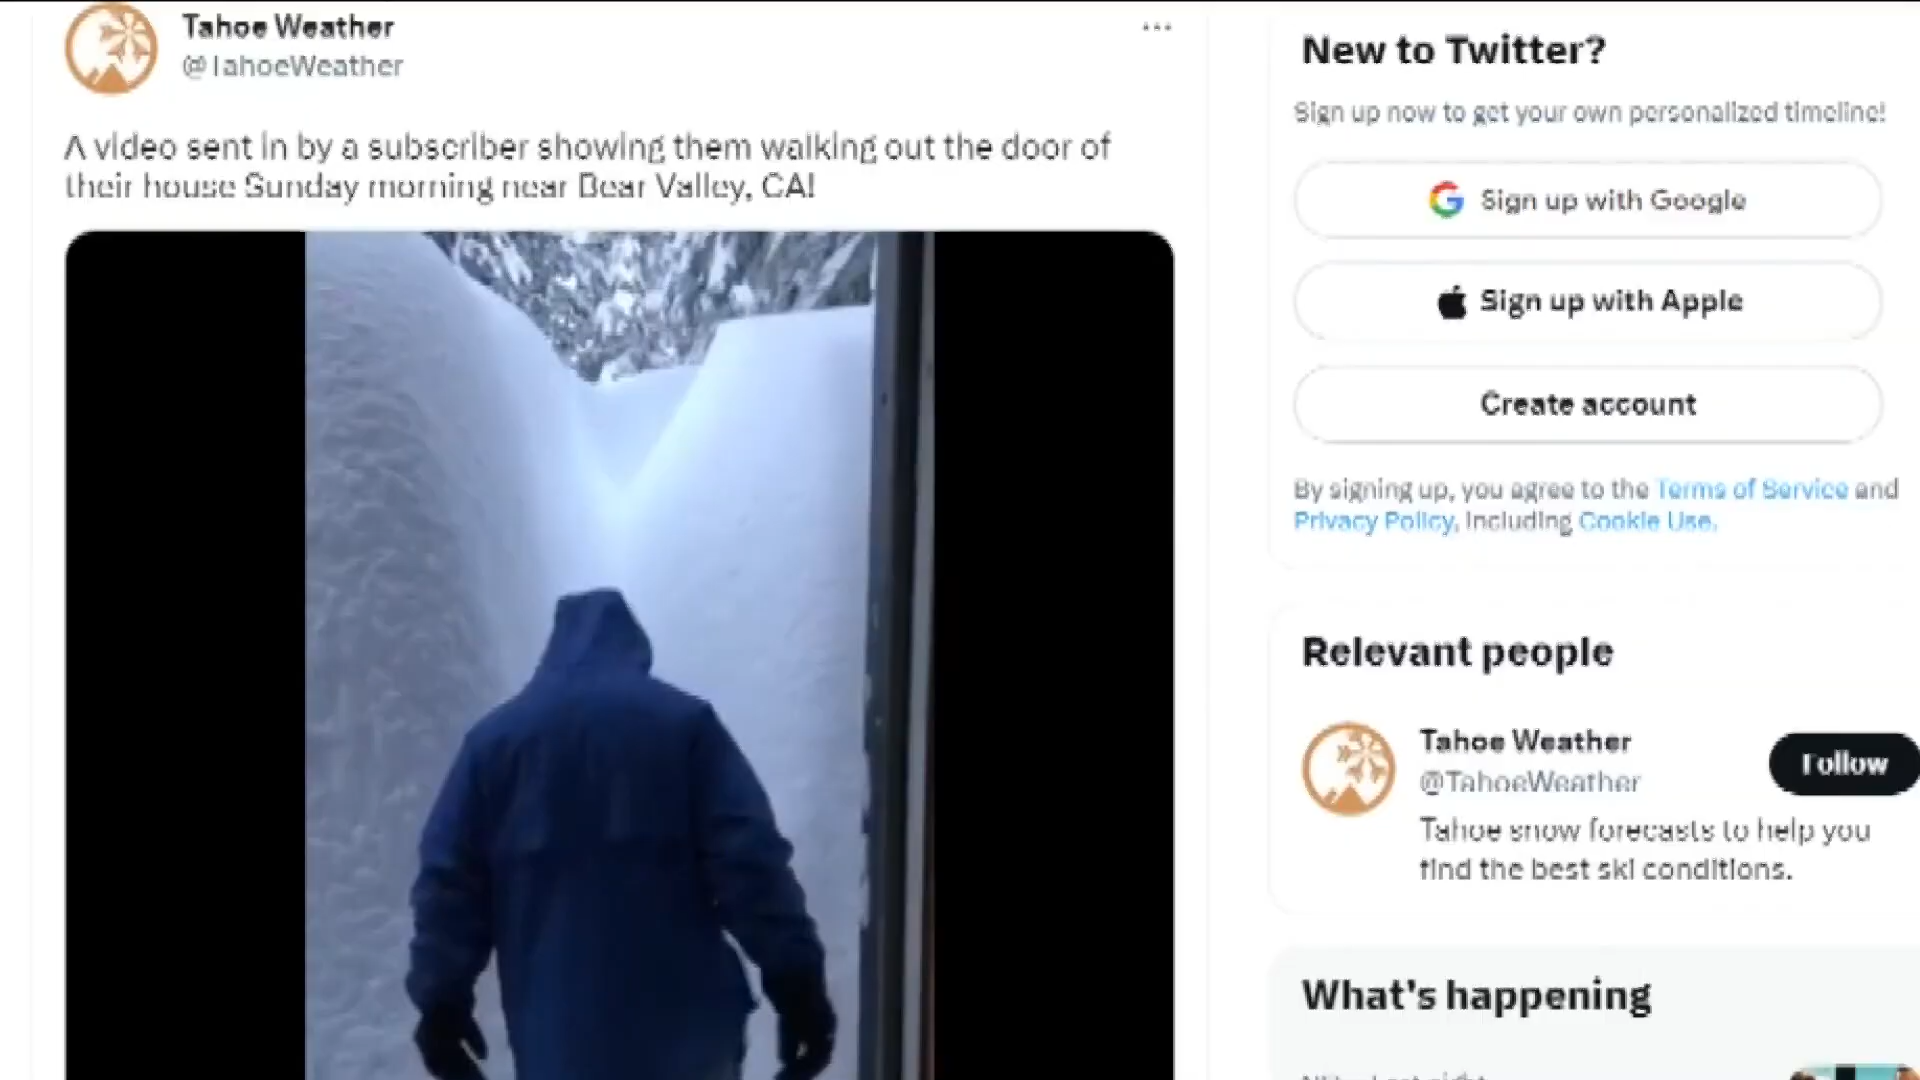 Tahoe Weather
@TahoeWeather
A video sent in by a subscriber showing them walking out the door of
their house Sunday morning near Bear Valley, CA!
New to Twitter?
Sign up now to get your own personalized timeline!
Sign up with Google
Sign up with Apple
Create account
By signing up, you agree to the Terms of Service and
Privacy Policy, including Cookie Use.
Relevant people
Tahoe Weather
@TahoeWeather
Follow
Tahoe snow forecasts to help you
find the best ski conditions.
What's happening